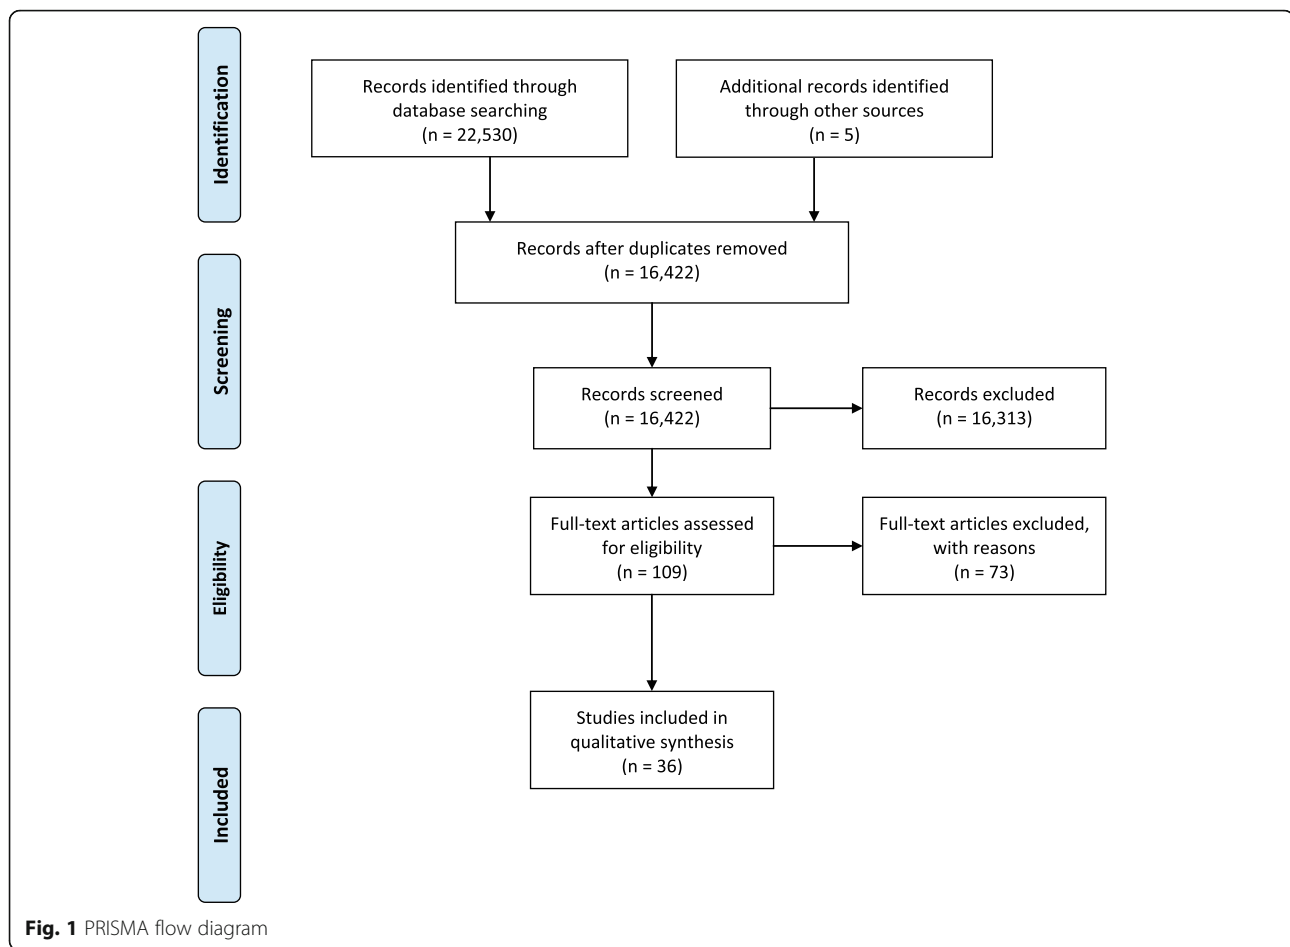 Identification
Records identified through
database searching
(n = 22,530)
Additional records identified
through other sources
(n = 5)
Records after duplicates removed
(n = 16,422)
Screening
Records screened
(n = 16,422)
Records excluded
(n = 16,313)
Eligibility
Full-text articles assessed
for eligibility
(n = 109)
Full-text articles excluded,
with reasons
(n = 73)
Included
Studies included in
qualitative synthesis
(n = 36)
Fig. 1 PRISMA flow diagram